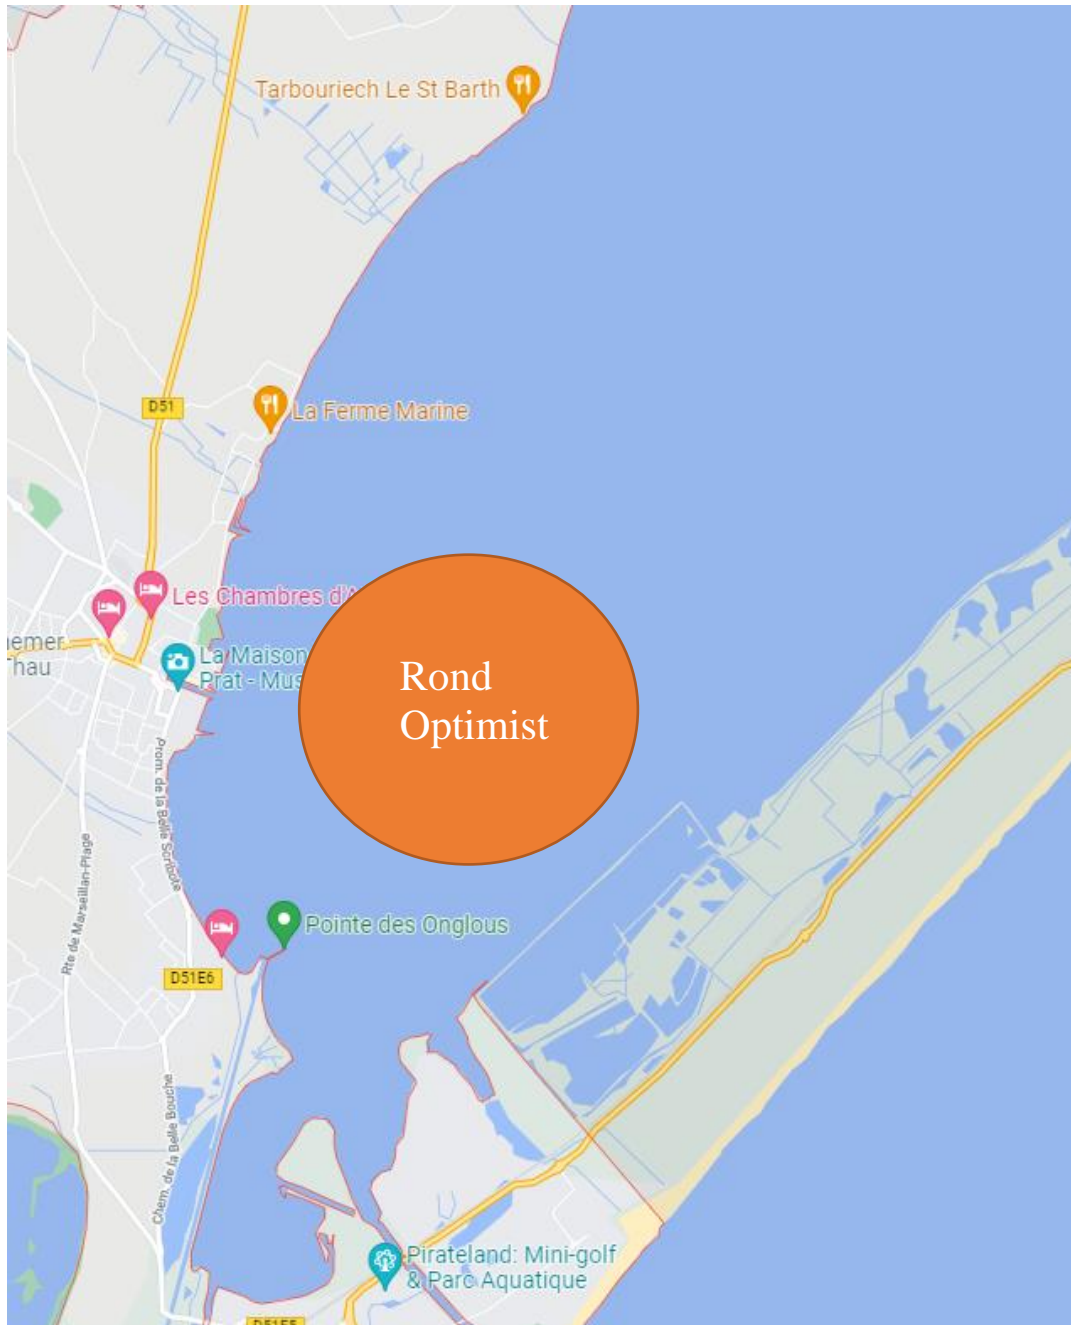 Tarbouriech Le St Barth
D51
La Ferme Marine
Les Chambres d'A
La Maison
Prat - Mus
Rond
Optimist
emer
Thau
Prom. de la Belle Scribote
Rte de Marseillan-Plage
Pointe des Onglous
D51E6
Chem. de la Belle Bouche
Pirateland: Mini-golf
& Parc Aquatique
D51E5